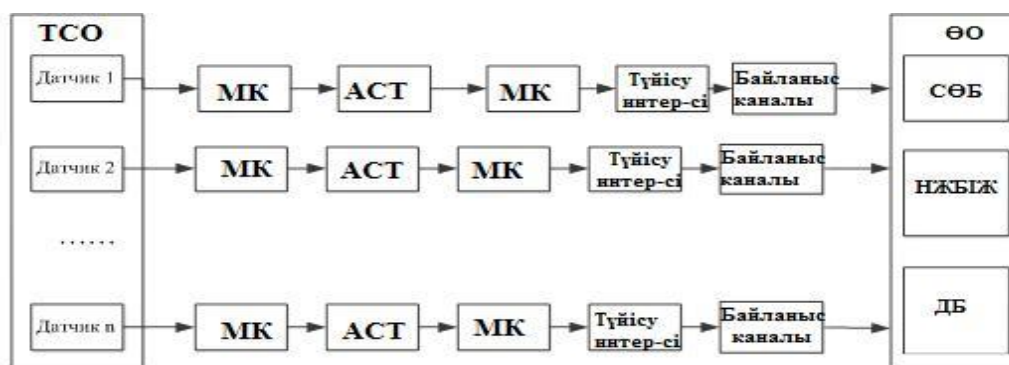 ТСО
ӨО
Датчик 1
МК
АСТ
МК
Түйісу
интер-сі
Байланыс
каналы
СӨБ
Датчик 2
МК
АСТ
МК
Түйісу
интер-сі
Байланыс
каналы
НЖБІЖ
......
Датчик n
МК
АСТ
МК
Түйісу
интер-сі
Байланыс
каналы
ДБ